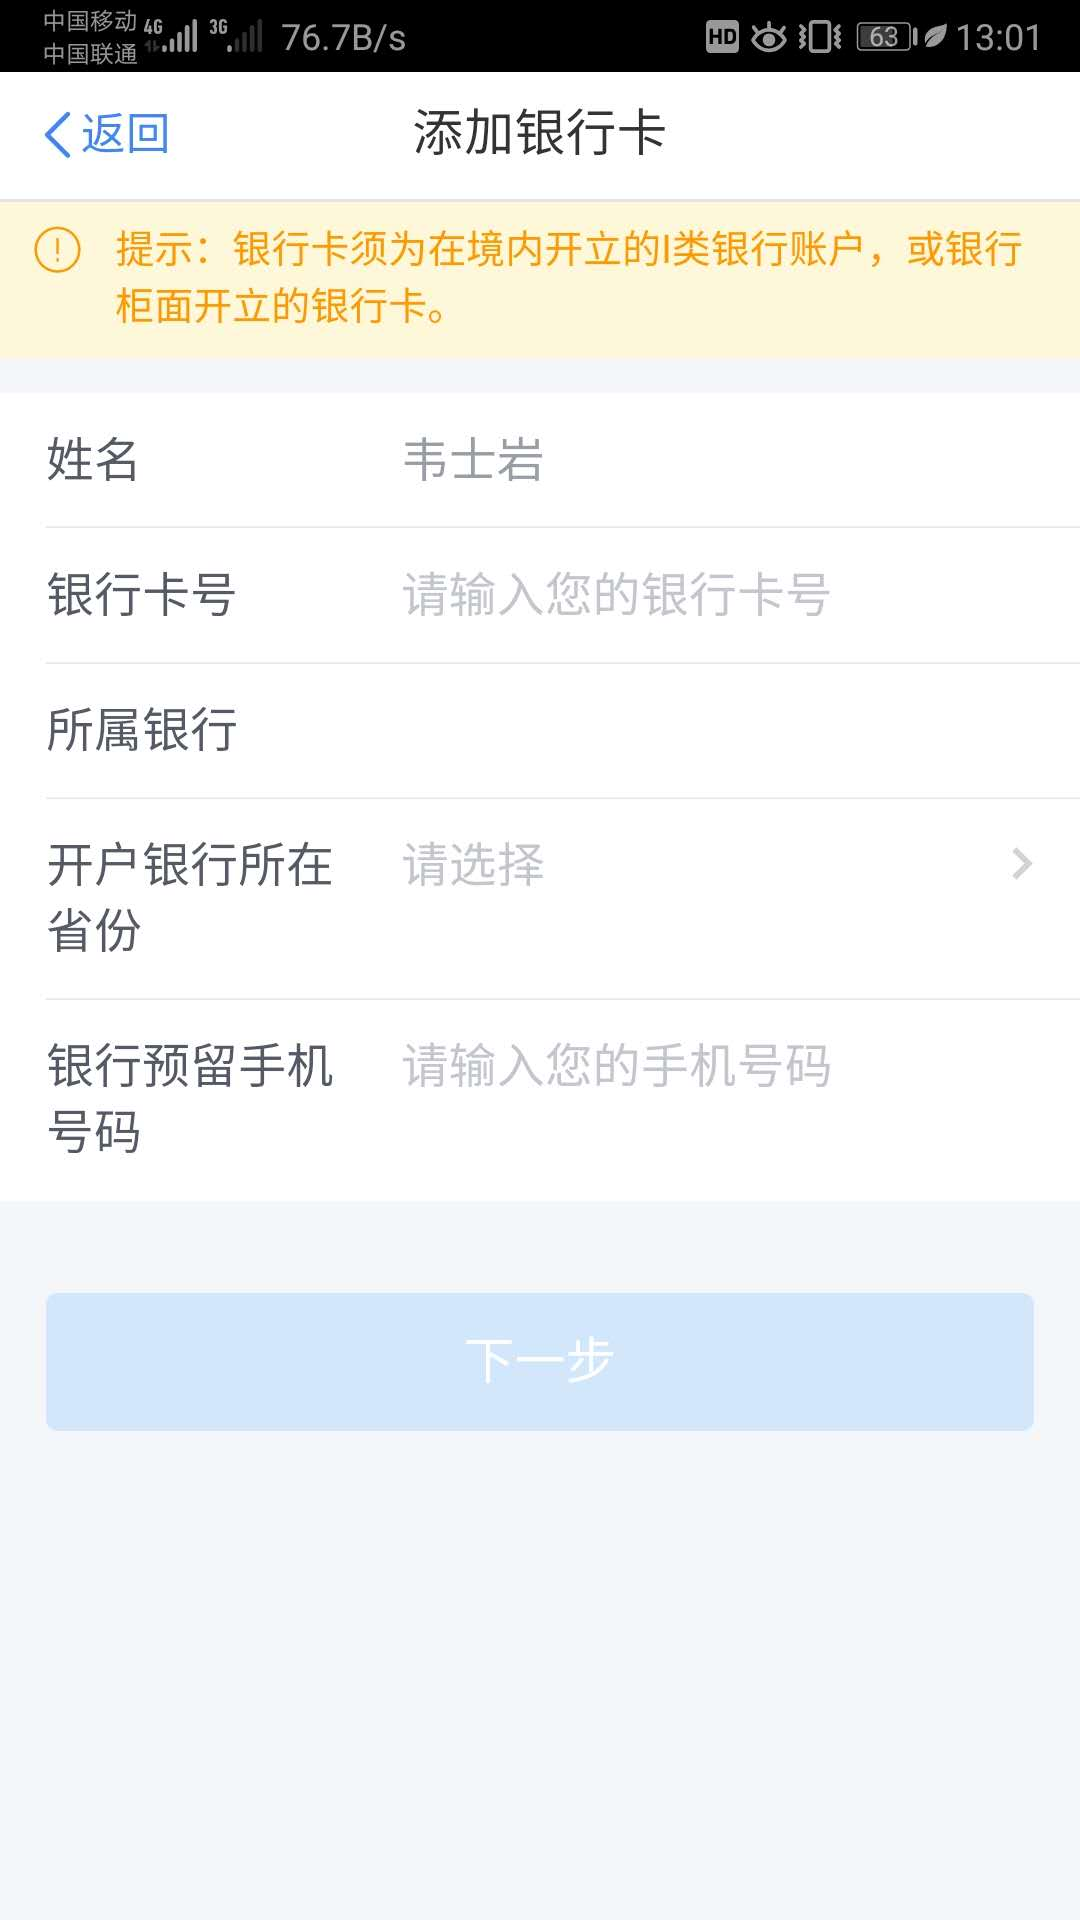 中国移动 4G 3G 76.7B/s HD 63 13:01
中国联通
返回 添加银行卡
提示：银行卡须为在境内开立的I类银行账户，或银行
柜面开立的银行卡。
姓名 韦士岩
银行卡号 请输入您的银行卡号
所属银行
开户银行所在 请选择
省份
银行预留手机 请输入您的手机号码
号码
下一步